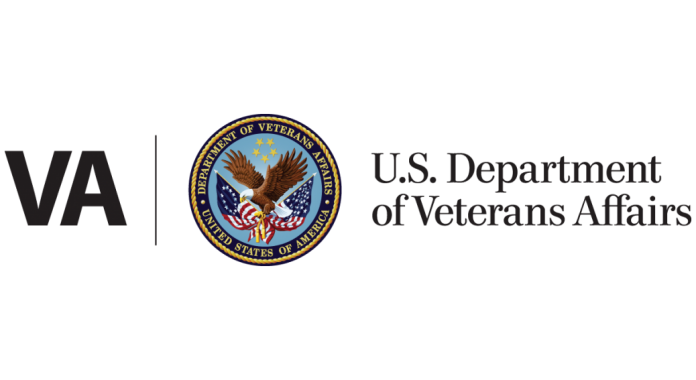 VA
DEPARTMENT OF VETERANS AFFAIRS
UNITED STATES OF AMERICA
U.S. Department
of Veterans Affairs